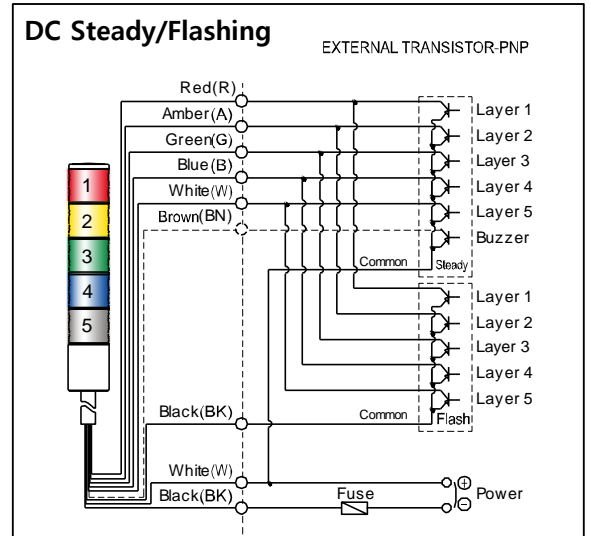 DC Steady/Flashing
EXTERNAL TRANSISTOR-PNP
Red(R)
Amber(A)
Green(G)
Blue(B)
White(W)
Brown(BN)
Layer 1
Layer 2
Layer 3
Layer 4
Layer 5
Buzzer
Common
Steady
1
2
3
4
5
Layer 1
Layer 2
Layer 3
Layer 4
Layer 5
Black(BK)
Common
Flash
White(W)
Black(BK)
Fuse
+
-
Power